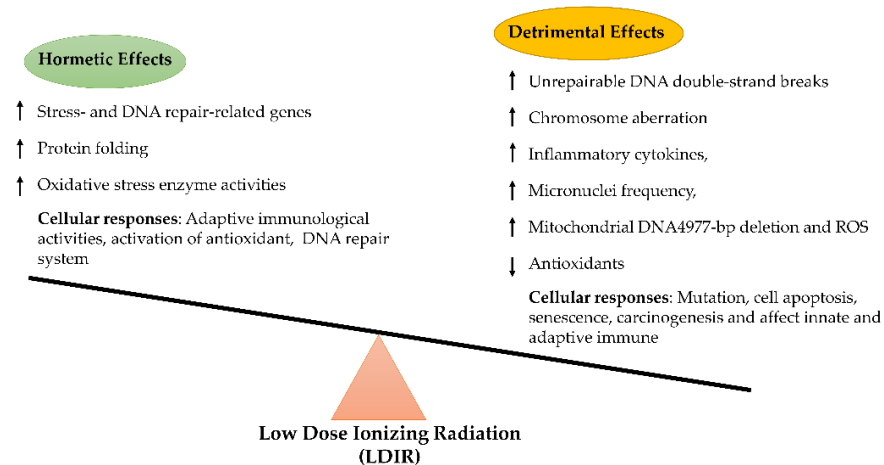 Hormetic Effects
Stress- and DNA repair-related genes
Protein folding
Oxidative stress enzyme activities
Cellular responses: Adaptive immunological
activities, activation of antioxidant, DNA repair
system
Detrimental Effects
Unrepairable DNA double-strand breaks
Chromosome aberration
Inflammatory cytokines,
Micronuclei frequency,
Mitochondrial DNA4977-bp deletion and ROS
Antioxidants
Cellular responses: Mutation, cell apoptosis,
senescence, carcinogenesis and affect innate and
adaptive immune
Low Dose Ionizing Radiation
(LDIR)